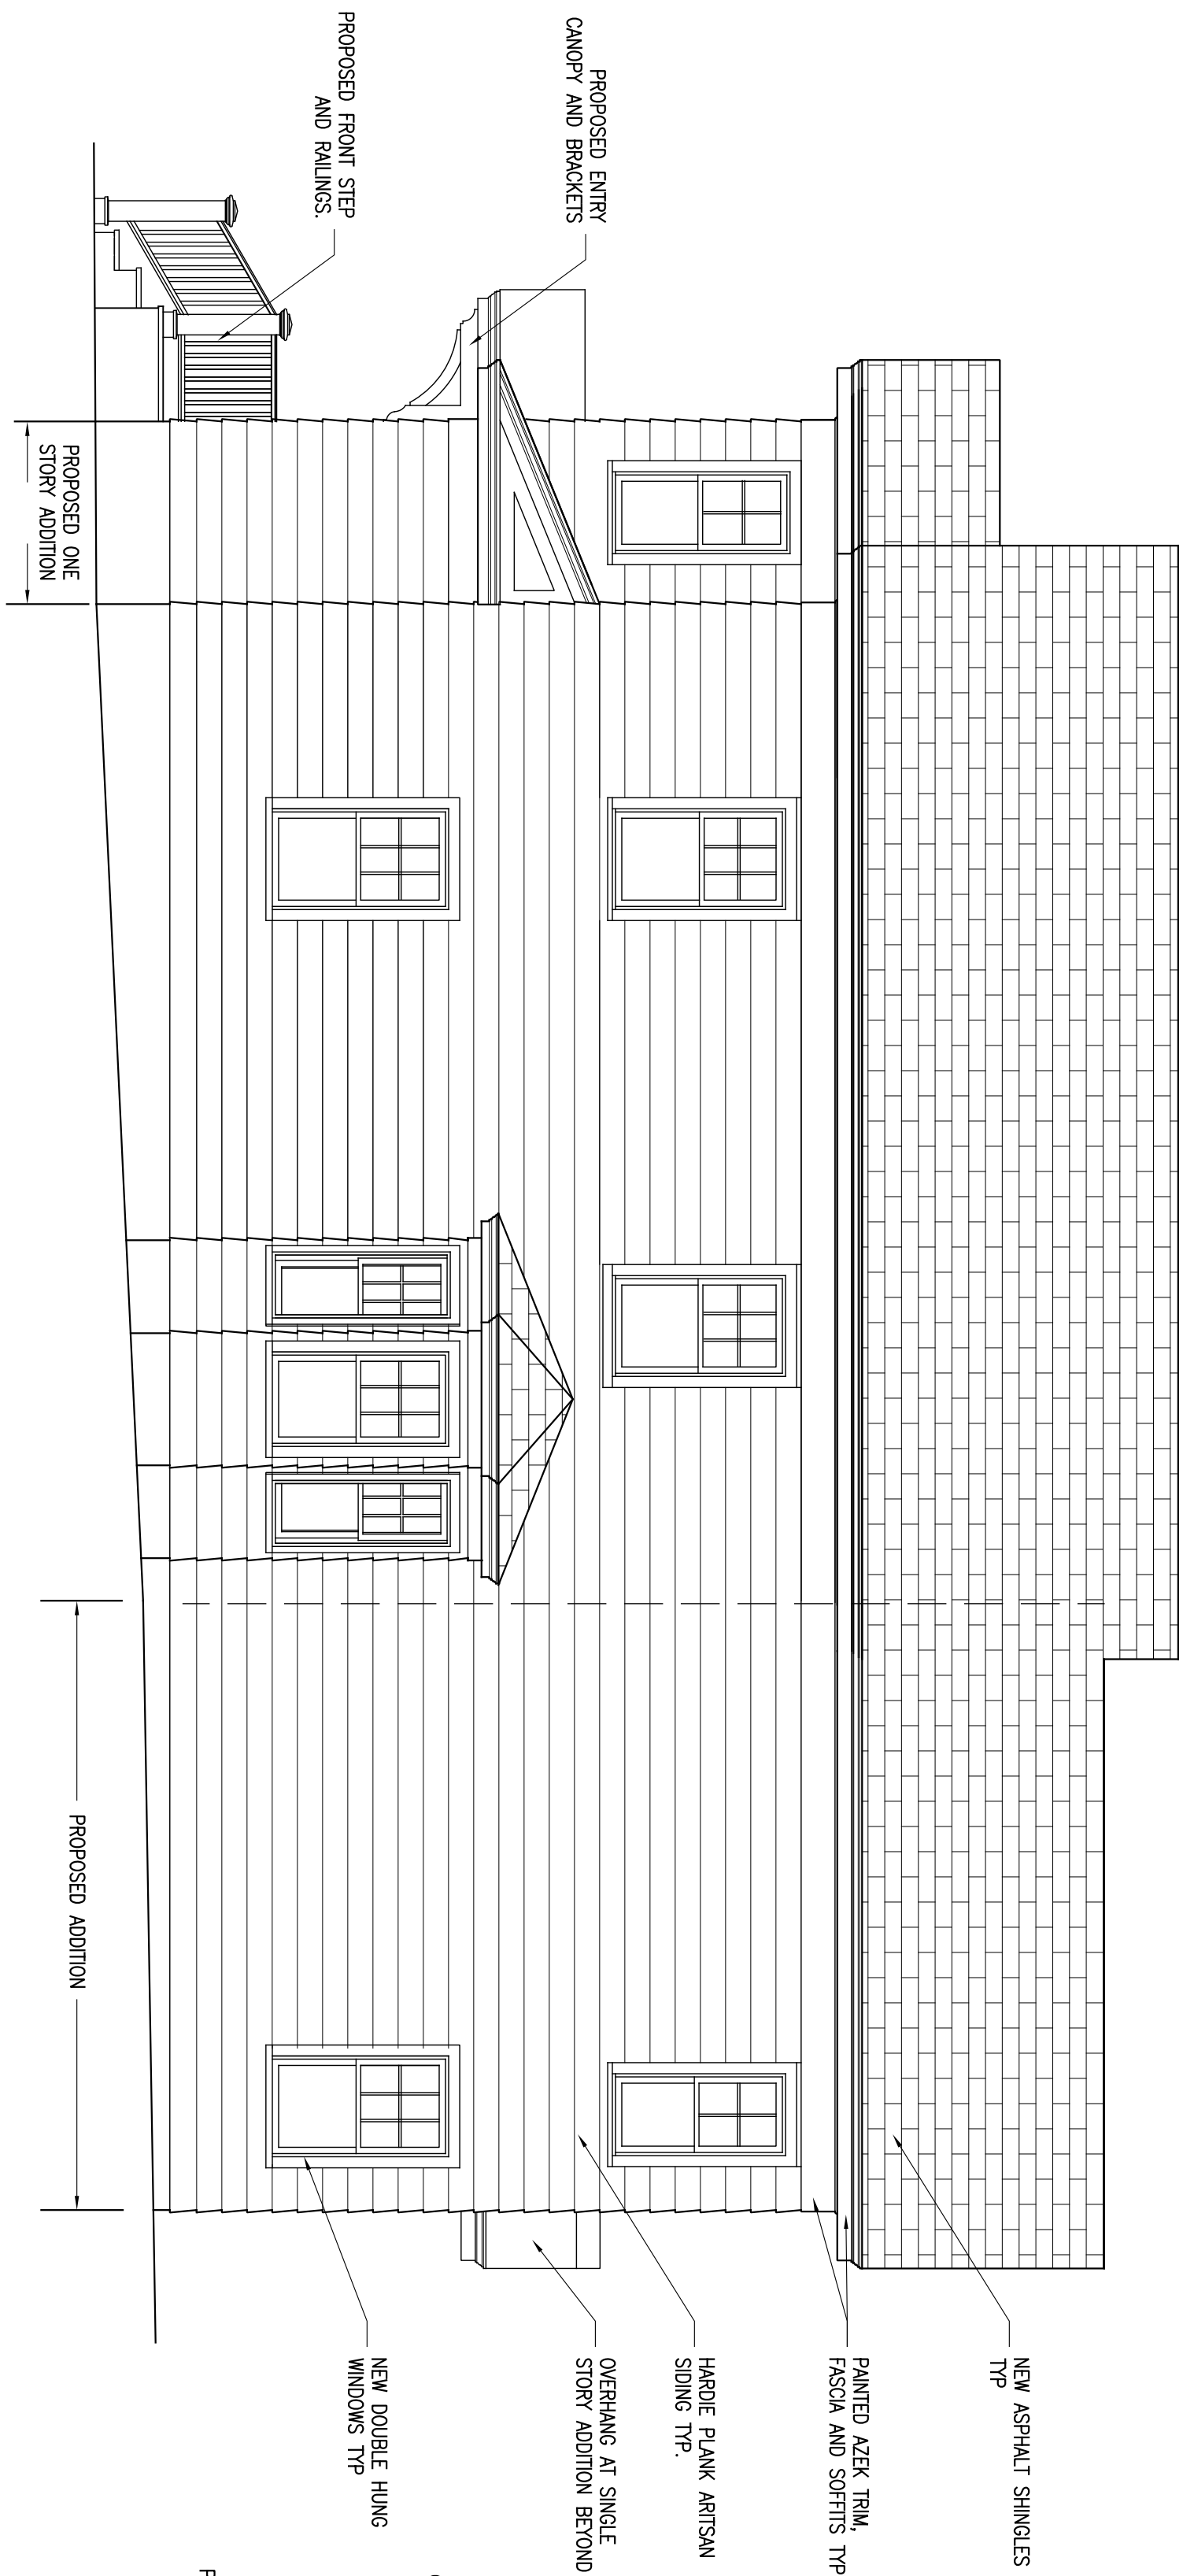 PROPOSED ENTRY
CANOPY AND BRACKETS
PROPOSED FRONT STEP
AND RAILINGS.
PROPOSED ONE
STORY ADDITION
PROPOSED ADDITION
NEW ASPHALT SHINGLES
TYP
PAINTED AZEK TRIM,
FASCIA AND SOFFITS TYP
HARDIE PLANK ARITSAN
SIDING TYP.
OVERHANG AT SINGLE
STORY ADDITION BEYOND
NEW DOUBLE HUNG
WINDOWS TYP